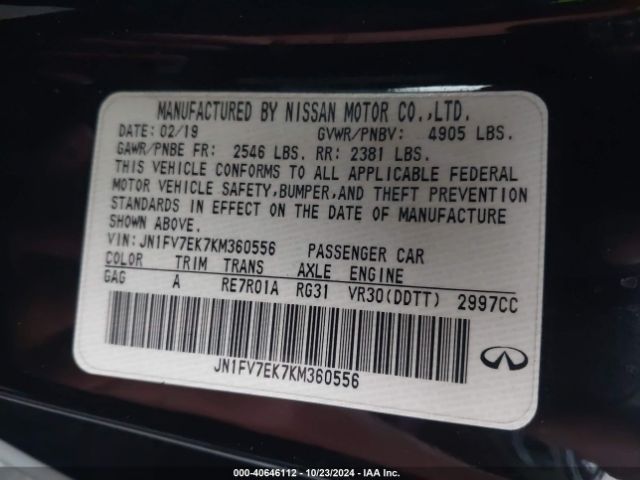 MANUFACTURED BY NISSAN MOTOR CO.,LTD.
DATE: 02/19 GVWR/PNBV: 4905 LBS.
GAWR/PNBE FR: 2546 LBS. RR: 2381 LBS.
THIS VEHICLE CONFORMS TO ALL APPLICABLE FEDERAL
MOTOR VEHICLE SAFETY,BUMPER,AND THEFT PREVENTION
STANDARDS IN EFFECT ON THE DATE OF MANUFACTURE
SHOWN ABOVE.
VIN: JN1FV7EK7KM360556 PASSENGER CAR
COLOR TRIM TRANS AXLE ENGINE
GAG A RE7R01A RG31 VR30(DDTT) 2997CC
JN1FV7EK7KM360556
000-40646112 - 10/23/2024 - IAA Inc.